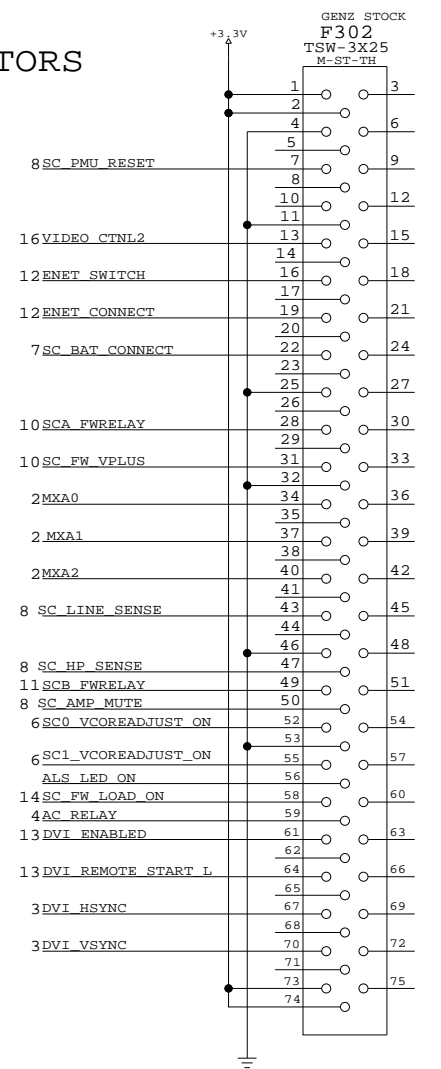 GENZ STOCK
+3.3V F302
TSW-3X25
M-ST-TH
TORS
1 3
2
4 6
5
8 SC_PMU_RESET 7 9
8
10 12
11
16 VIDEO_CTNL2 13 15
14
12 ENET_SWITCH 16 18
17
12 ENET_CONNECT 19 21
20
7 SC_BAT_CONNECT 22 24
23
25 27
26
10 SCA_FWRELAY 28 30
29
10 SC_FW_VPLUS 31 33
32
2 MXA0 34 36
35
2 MXA1 37 39
38
2 MXA2 40 42
41
8 SC_LINE_SENSE 43 45
44
46 48
8 SC_HP_SENSE 47
11 SCB_FWRELAY 49 51
8 SC_AMP_MUTE 50
6 SC0_VCOREADJUST_ON 52 54
53
6 SC1_VCOREADJUST_ON 55 57
ALS_LED_ON 56
14 SC_FW_LOAD_ON 58 60
4 AC_RELAY 59
13 DVI_ENABLED 61 63
62
13 DVI_REMOTE_START_L 64 66
65
3 DVI_HSYNC 67 69
68
3 DVI_VSYNC 70 72
71
73 75
74